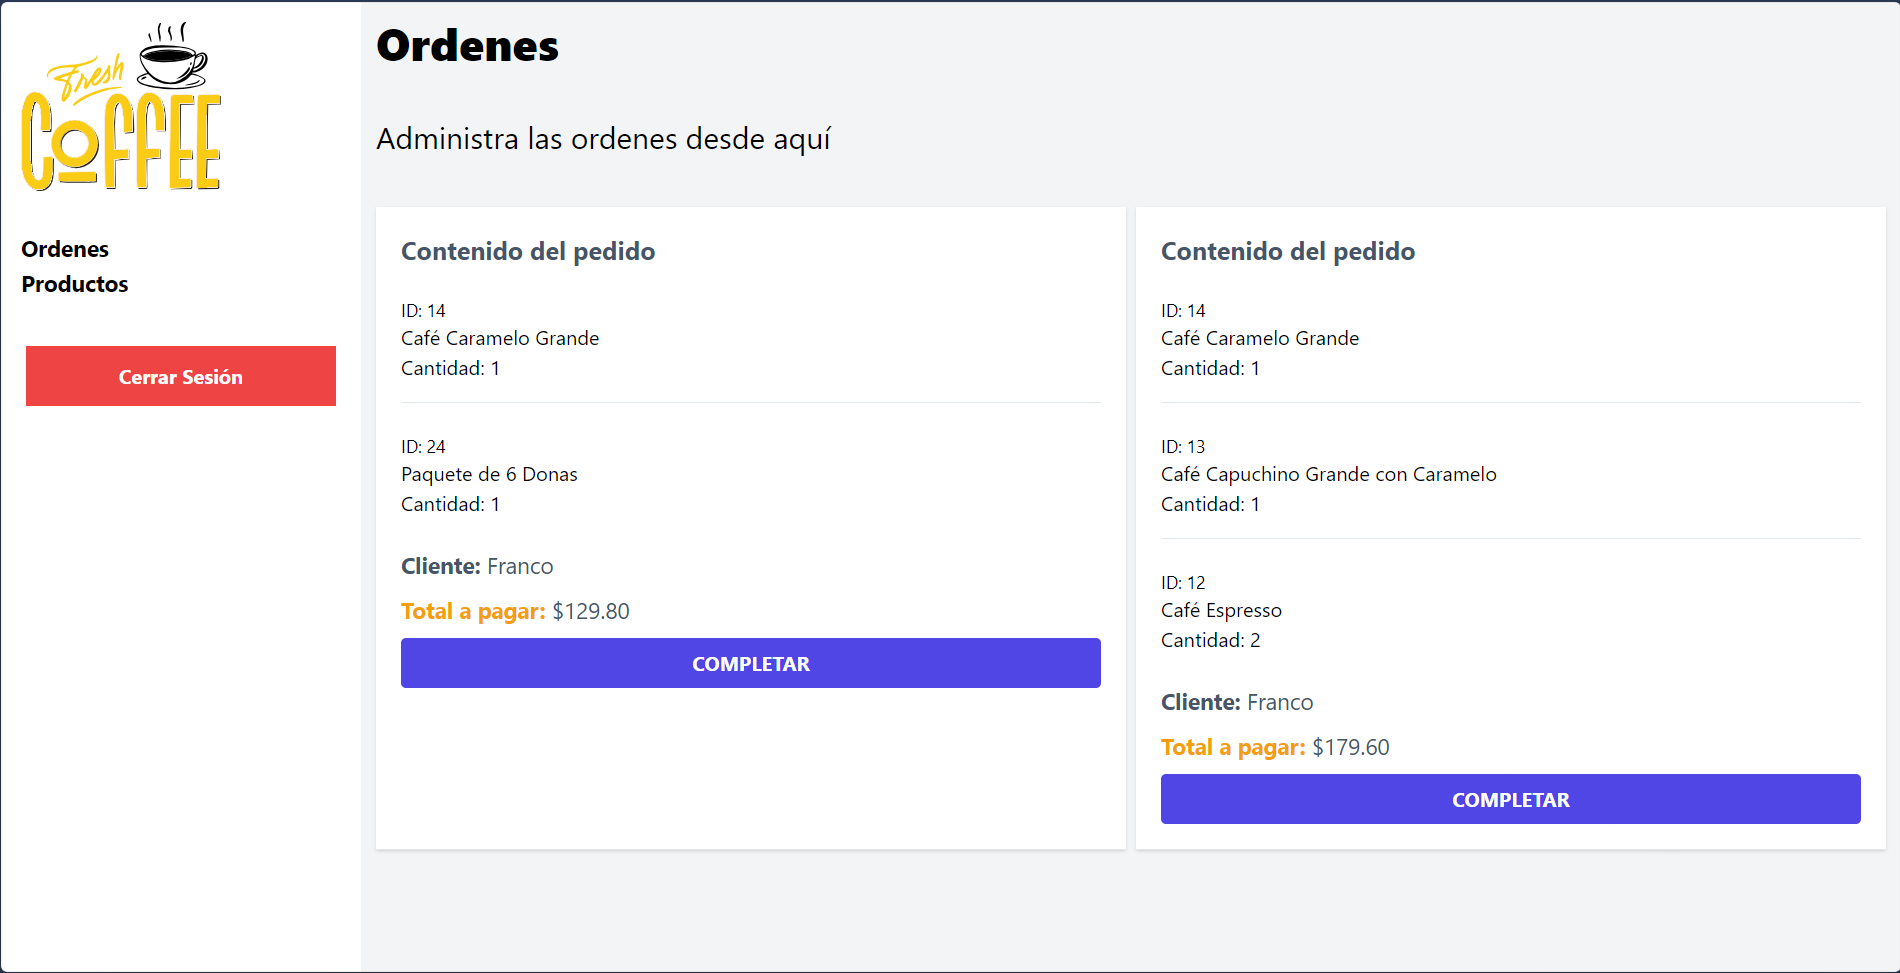 Fresh
COFFEE
Ordenes
Productos
Cerrar Sesión
Ordenes
Administra las ordenes desde aquí
Contenido del pedido
ID: 14
Café Caramelo Grande
Cantidad: 1
ID: 24
Paquete de 6 Donas
Cantidad: 1
Cliente: Franco
Total a pagar: $129.80
COMPLETAR
Contenido del pedido
ID: 14
Café Caramelo Grande
Cantidad: 1
ID: 13
Café Capuchino Grande con Caramelo
Cantidad: 1
ID: 12
Café Espresso
Cantidad: 2
Cliente: Franco
Total a pagar: $179.60
COMPLETAR